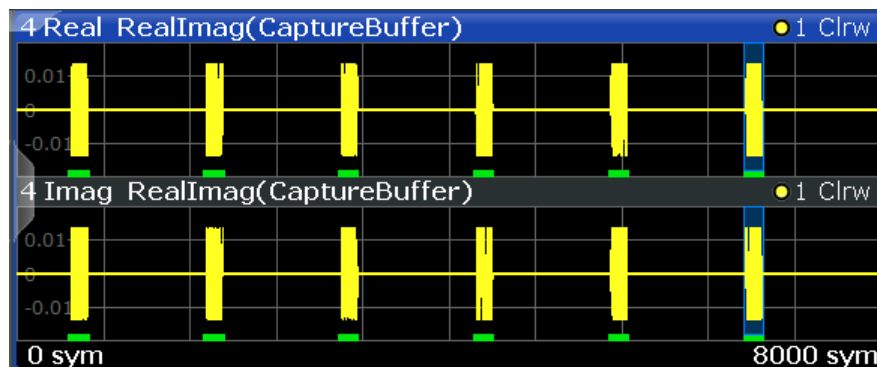 4 Real RealImag(CaptureBuffer) 1 Clrw
0.01
0
-0.01
4 Imag RealImag(CaptureBuffer) 1 Clrw
0.01
0
-0.01
0 sym 8000 sym